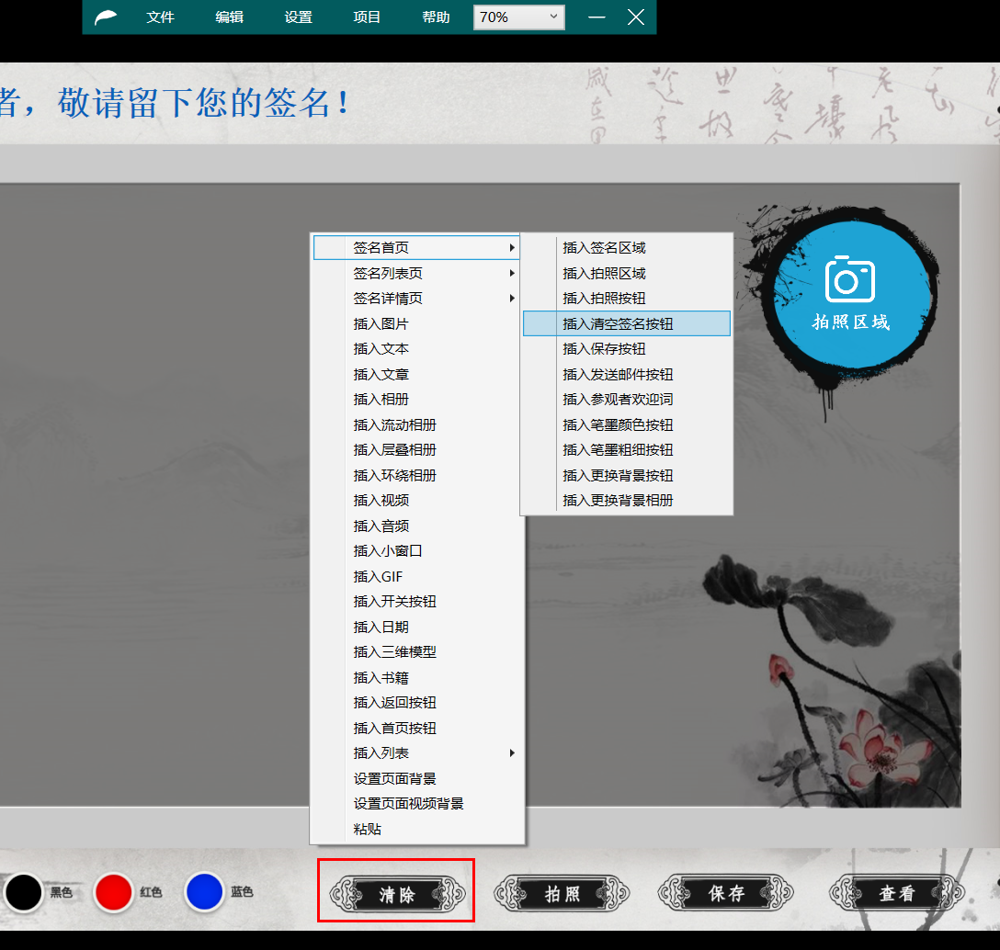 文件 编辑 设置 项目 帮助 70%
者，敬请留下您的签名！
签名首页
签名列表页
签名详情页
插入图片
插入文本
插入文章
插入相册
插入流动相册
插入层叠相册
插入环绕相册
插入视频
插入音频
插入小窗口
插入GIF
插入开关按钮
插入日期
插入三维模型
插入书籍
插入返回按钮
插入首页按钮
插入列表
设置页面背景
设置页面视频背景
粘贴
插入签名区域
插入拍照区域
插入拍照按钮
插入清空签名按钮
插入保存按钮
插入发送邮件按钮
插入参观者欢迎词
插入笔墨颜色按钮
插入笔墨粗细按钮
插入更换背景按钮
插入更换背景相册
拍照区域
黑色 红色 蓝色 清除 拍照 保存 查看